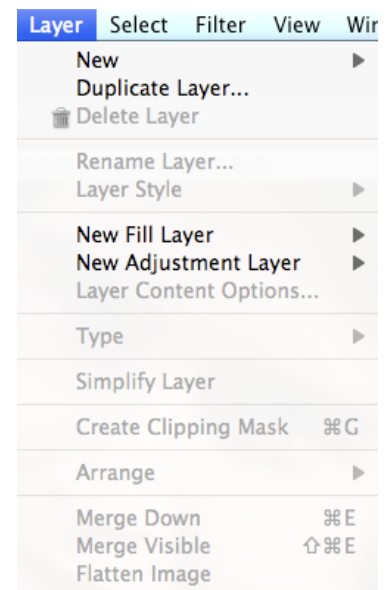 Layer Select Filter View Wir
New
Duplicate Layer...
Delete Layer
Rename Layer...
Layer Style
New Fill Layer
New Adjustment Layer
Layer Content Options...
Type
Simplify Layer
Create Clipping Mask ⌘G
Arrange
Merge Down ⌘E
Merge Visible ⇧⌘E
Flatten Image